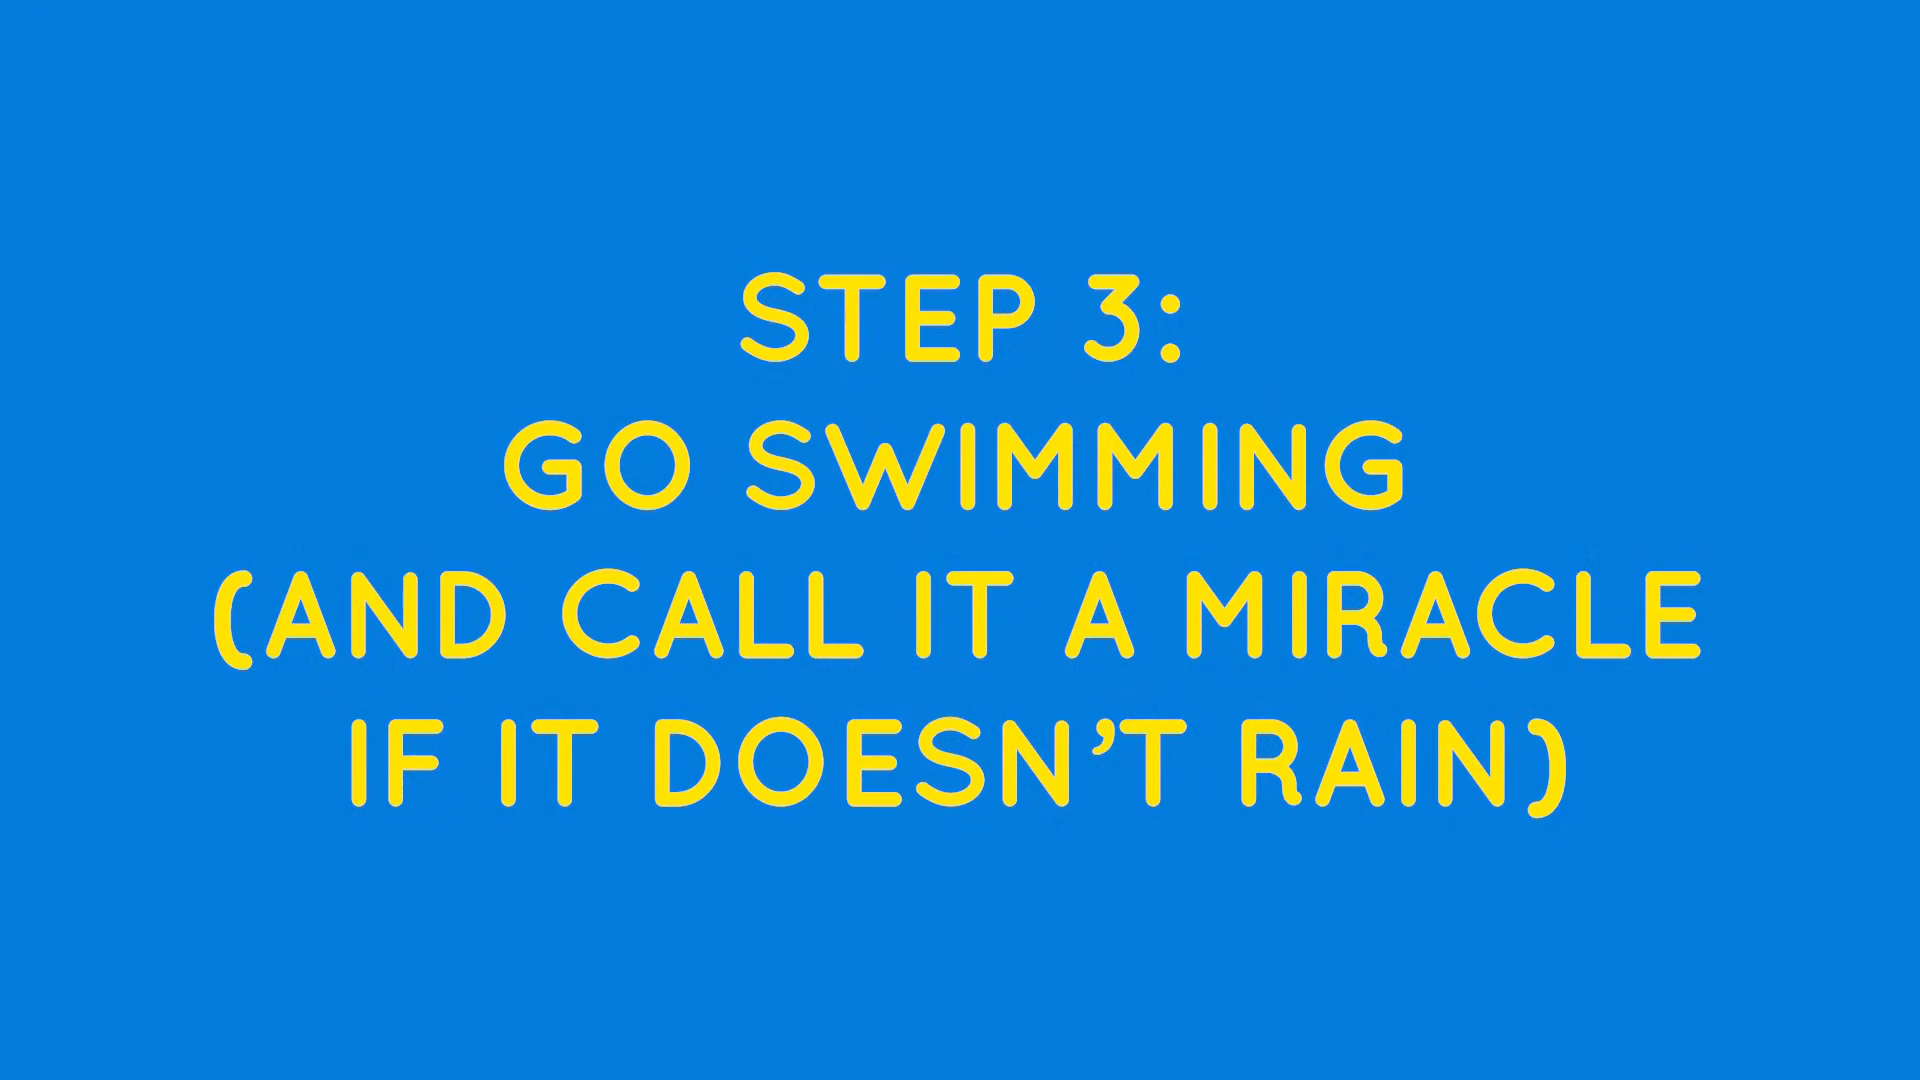 STEP 3:
GO SWIMMING
(AND CALL IT A MIRACLE
IF IT DOESN’T RAIN)